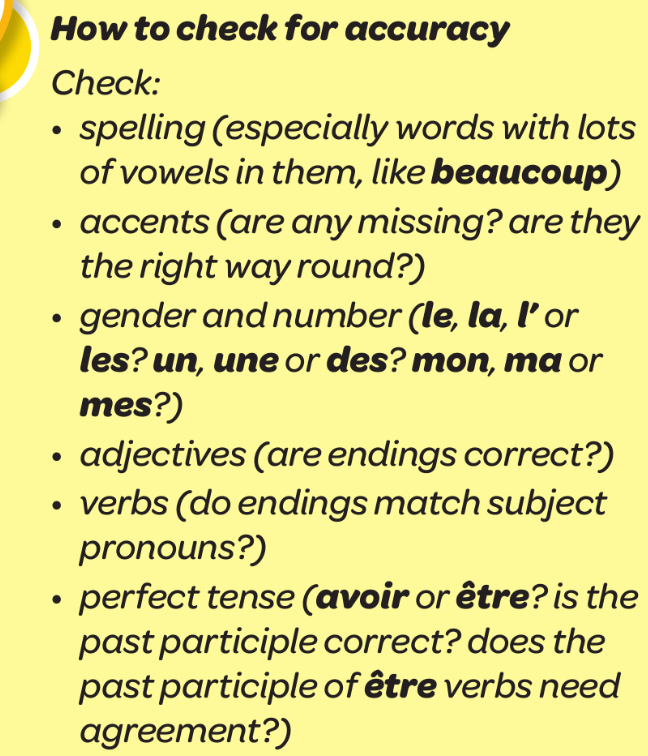 How to check for accuracy
Check:
• spelling (especially words with lots
of vowels in them, like beaucoup)
• accents (are any missing? are they
the right way round?)
• gender and number (le, la, l’ or
les? un, une or des? mon, ma or
mes?)
• adjectives (are endings correct?)
• verbs (do endings match subject
pronouns?)
• perfect tense (avoir or être? is the
past participle correct? does the
past participle of être verbs need
agreement?)